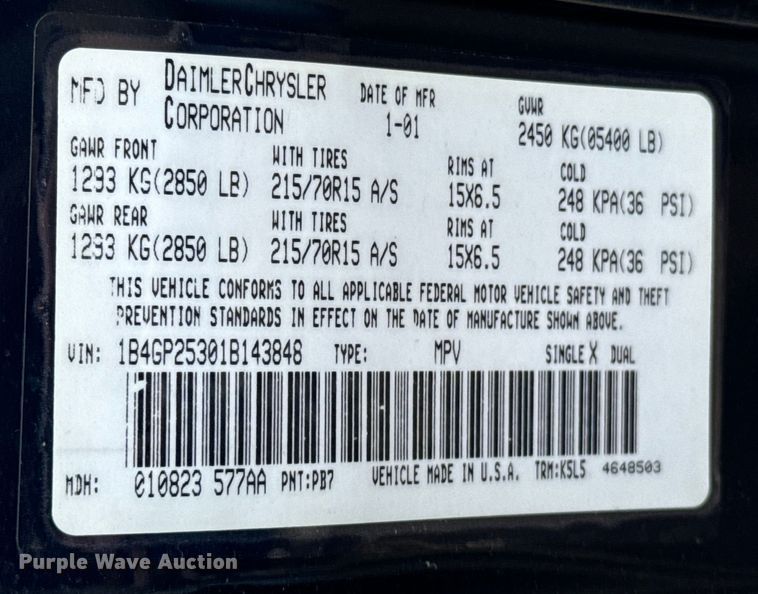 MFD BY DAIMLERCHRYSLER CORPORATION DATE OF MFR 1-01 GVWR 2450 KG(05400 LB)
GAWR FRONT WITH TIRES RIMS AT COLD
1293 KG(2850 LB) 215/70R15 A/S 15X6.5 248 KPA(36 PSI)
GAWR REAR WITH TIRES RIMS AT COLD
1293 KG(2850 LB) 215/70R15 A/S 15X6.5 248 KPA(36 PSI)
THIS VEHICLE CONFORMS TO ALL APPLICABLE FEDERAL MOTOR VEHICLE SAFETY AND THEFT
PREVENTION STANDARDS IN EFFECT ON THE DATE OF MANUFACTURE SHOWN ABOVE.
VIN: 1B4GP25301B143848 TYPE: MPV SINGLE X DUAL
MDH: 010823 577AA PNT:PB7 VEHICLE MADE IN U.S.A. TRM:K5L5 4648503
Purple Wave Auction